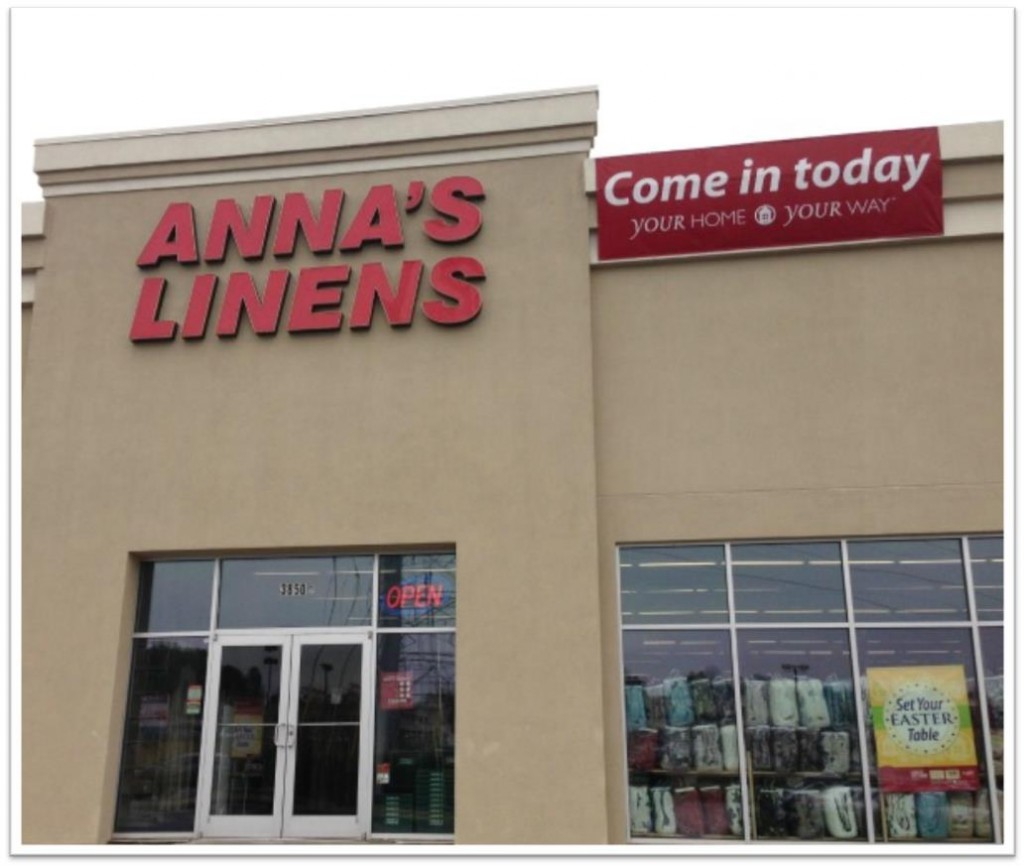 ANNA'S
LINENS
Come in today
YOUR HOME YOUR WAY
3850
OPEN
Set Your
EASTER
Table